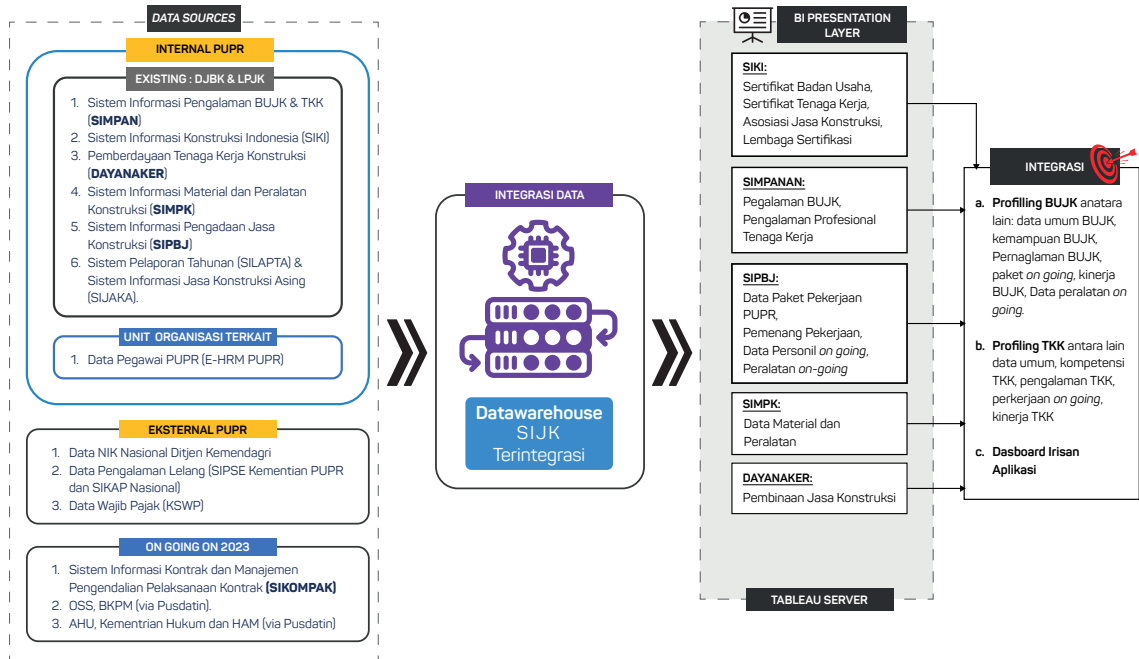 DATA SOURCES
INTERNAL PUPR
EXISTING : DJBK & LPJK
1. Sistem Informasi Pengalaman BUJK & TKK
(SIMPAN)
2. Sistem Informasi Konstruksi Indonesia (SIKI)
3. Pemberdayaan Tenaga Kerja Konstruksi
(DAYANAKER)
4. Sistem Informasi Material dan Peralatan
Konstruksi (SIMPK)
5. Sistem Informasi Pengadaan Jasa
Konstruksi (SIPBJ)
6. Sistem Pelaporan Tahunan (SILAPTA) &
Sistem Informasi Jasa Konstruksi Asing
(SIJAKA).
UNIT ORGANISASI TERKAIT
1. Data Pegawai PUPR (E-HRM PUPR)
EKSTERNAL PUPR
1. Data NIK Nasional Ditjen Kemendagri
2. Data Pengalaman Lelang (SIPSE Kementian PUPR
dan SIKAP Nasional)
3. Data Wajib Pajak (KSWP)
ON GOING ON 2023
1. Sistem Informasi Kontrak dan Manajemen
Pengendalian Pelaksanaan Kontrak (SIKOMPAK)
2. OSS, BKPM (via Pusdatin).
3. AHU, Kementrian Hukum dan HAM (via Pusdatin)
INTEGRASI DATA
Datawarehouse
SIJK
Terintegrasi
BI PRESENTATION
LAYER
SIKI:
Sertifikat Badan Usaha,
Sertifikat Tenaga Kerja,
Asosiasi Jasa Konstruksi,
Lembaga Sertifikasi
SIMPANAN:
Pegalaman BUJK,
Pengalaman Profesional
Tenaga Kerja
SIPBJ:
Data Paket Pekerjaan
PUPR,
Pemenang Pekerjaan,
Data Personil on going,
Peralatan on-going
SIMPK:
Data Material dan
Peralatan
DAYANAKER:
Pembinaan Jasa Konstruksi
TABLEAU SERVER
INTEGRASI
a. Profilling BUJK anatara
lain: data umum BUJK,
kemampuan BUJK,
Pernaglaman BUJK,
paket on going, kinerja
BUJK, Data peralatan on
going.
b. Profiling TKK antara lain
data umum, kompetensi
TKK, pengalaman TKK,
perkerjaan on going,
kinerja TKK
c. Dasboard Irisan
Aplikasi